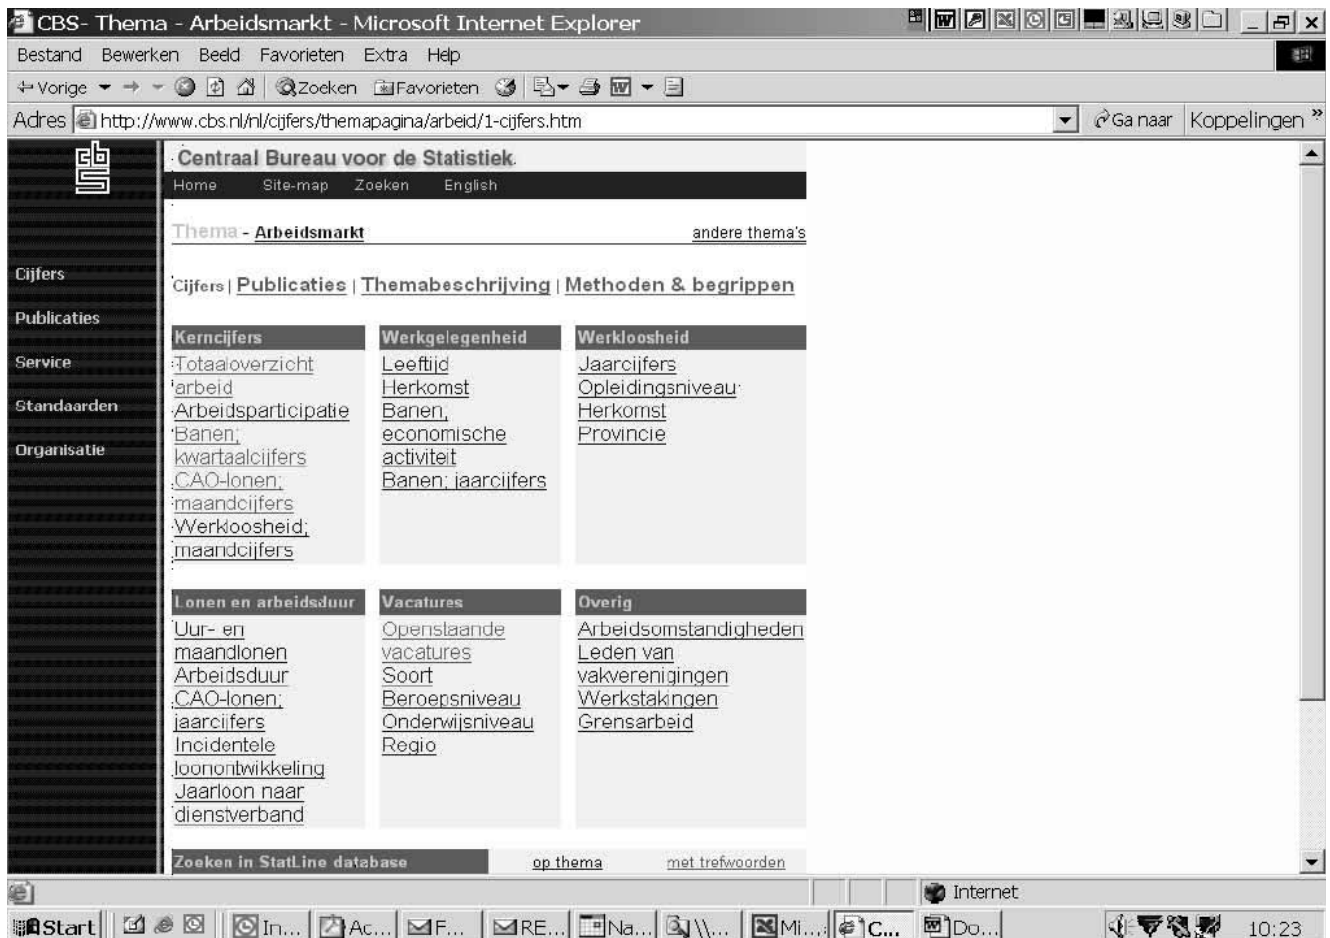 CBS- Thema - Arbeidsmarkt - Microsoft Internet Explorer
Bestand Bewerken Beeld Favorieten Extra Help
Vorige Zoeken Favorieten
Adres http://www.cbs.nl/nl/cijfers/themapagina/arbeid/1-cijfers.htm Ga naar Koppelingen »
Centraal Bureau voor de Statistiek
Home Site-map Zoeken English
Thema - Arbeidsmarkt andere thema's
Cijfers
Publicaties
Service
Standaarden
Organisatie
Cijfers | Publicaties | Themabeschrijving | Methoden & begrippen
Kerncijfers
Totaaloverzicht
arbeid
Arbeidsparticipatie
Banen;
kwartaalcijfers
CAO-lonen;
maandcijfers
Werkloosheid;
maandcijfers
Werkgelegenheid
Leeftijd
Herkomst
Banen;
economische
activiteit
Banen; jaarcijfers
Werkloosheid
Jaarcijfers
Opleidingsniveau
Herkomst
Provincie
Lonen en arbeidsduur
Uur- en
maandlonen
Arbeidsduur
CAO-lonen;
jaarcijfers
Incidentele
loonontwikkeling
Jaarloon naar
dienstverband
Vacatures
Openstaande
vacatures
Soort
Beroepsniveau
Onderwijsniveau
Regio
Overig
Arbeidsomstandigheden
Leden van
vakverenigingen
Werkstakingen
Grensarbeid
Zoeken in StatLine database op thema met trefwoorden
Internet
Start In... Ac... F... RE... Na... \\... Mi... C... Do... 10:23